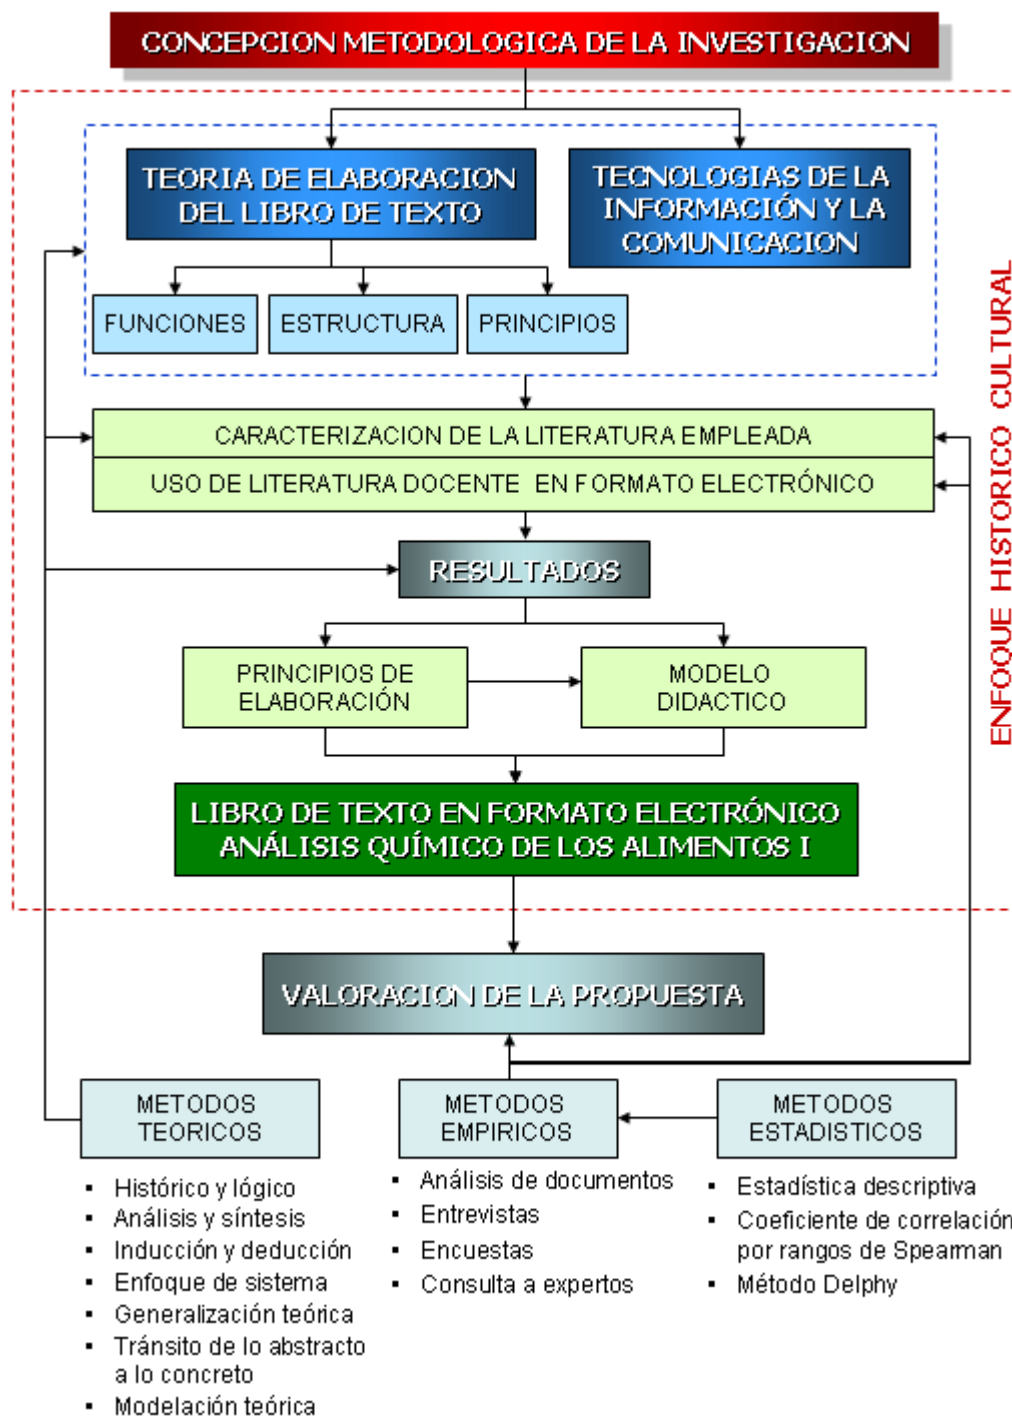 CONCEPCION METODOLOGICA DE LA INVESTIGACION
TEORIA DE ELABORACION
DEL LIBRO DE TEXTO
TECNOLOGIAS DE LA
INFORMACIÓN Y LA
COMUNICACION
FUNCIONES
ESTRUCTURA
PRINCIPIOS
CARACTERIZACION DE LA LITERATURA EMPLEADA
USO DE LITERATURA DOCENTE EN FORMATO ELECTRÓNICO
RESULTADOS
PRINCIPIOS DE
ELABORACIÓN
MODELO
DIDACTICO
LIBRO DE TEXTO EN FORMATO ELECTRÓNICO
ANÁLISIS QUÍMICO DE LOS ALIMENTOS I
ENFOQUE HISTORICO CULTURAL
VALORACION DE LA PROPUESTA
METODOS
TEORICOS
▪ Histórico y lógico
▪ Análisis y síntesis
▪ Inducción y deducción
▪ Enfoque de sistema
▪ Generalización teórica
▪ Tránsito de lo abstracto
a lo concreto
▪ Modelación teórica
METODOS
EMPIRICOS
▪ Análisis de documentos
▪ Entrevistas
▪ Encuestas
▪ Consulta a expertos
METODOS
ESTADISTICOS
▪ Estadística descriptiva
▪ Coeficiente de correlación
por rangos de Spearman
▪ Método Delphy